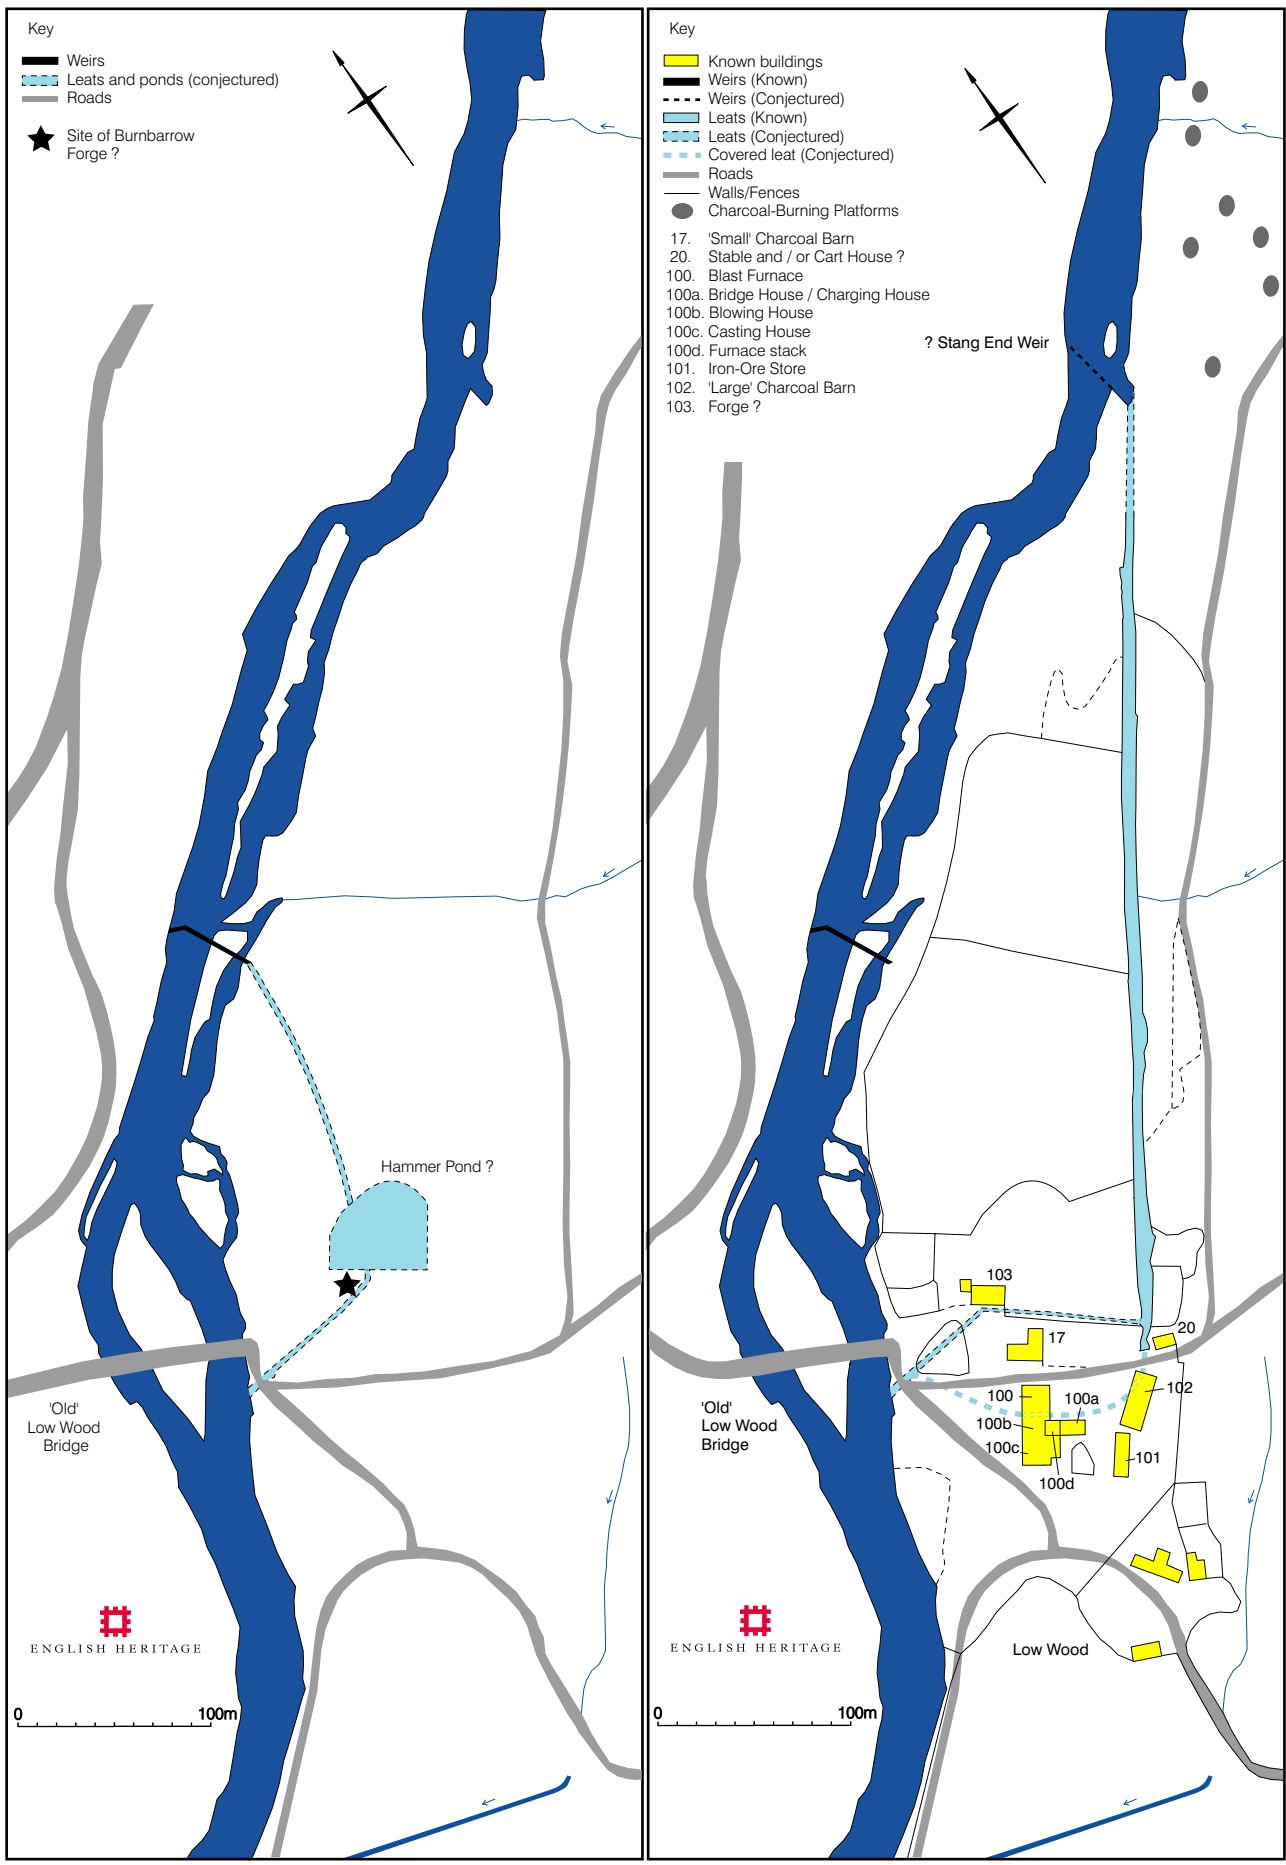 Key
Weirs
Leats and ponds (conjectured)
Roads
Site of Burnbarrow
Forge ?
Hammer Pond ?
'Old'
Low Wood
Bridge
ENGLISH HERITAGE
0 100m
Key
Known buildings
Weirs (Known)
Weirs (Conjectured)
Leats (Known)
Leats (Conjectured)
Covered leat (Conjectured)
Roads
Walls/Fences
Charcoal-Burning Platforms
17. 'Small' Charcoal Barn
20. Stable and / or Cart House ?
100. Blast Furnace
100a. Bridge House / Charging House
100b. Blowing House
100c. Casting House
100d. Furnace stack
101. Iron-Ore Store
102. 'Large' Charcoal Barn
103. Forge ?
? Stang End Weir
103
20
17
102
100
100a
100b
100c
101
100d
'Old'
Low Wood
Bridge
Low Wood
ENGLISH HERITAGE
0 100m